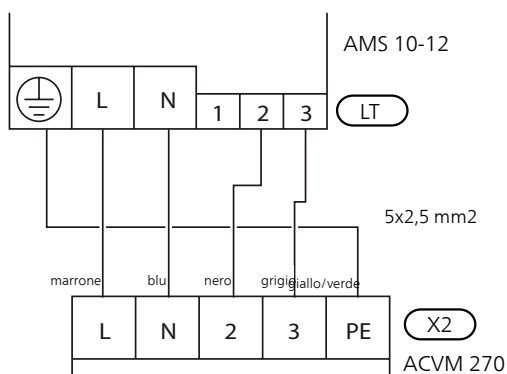 AMS 10-12
L N 1 2 3 LT
5x2,5 mm2
marrone blu nero grigio giallo/verde
L N 2 3 PE X2
ACVM 270